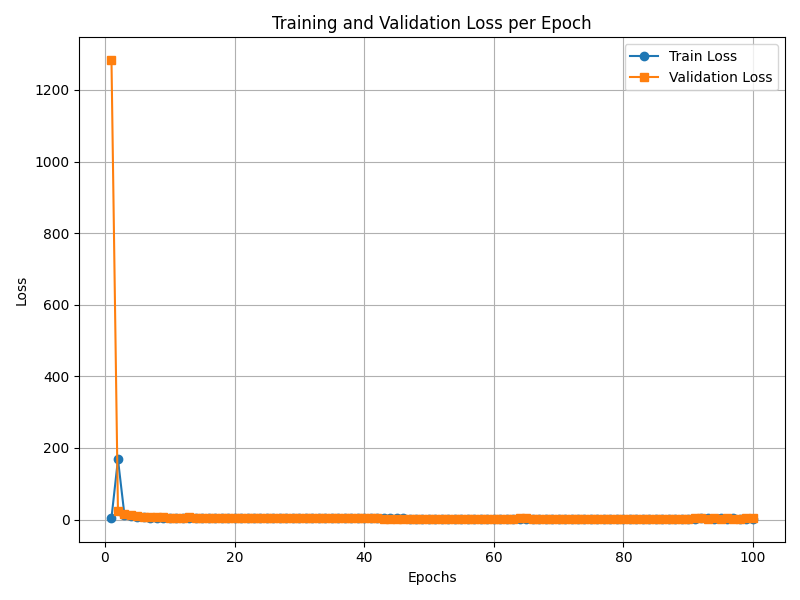 Training and Validation Loss per Epoch
Train Loss
Validation Loss
1200
1000
800
600
400
200
0
Loss
0 20 40 60 80 100
Epochs